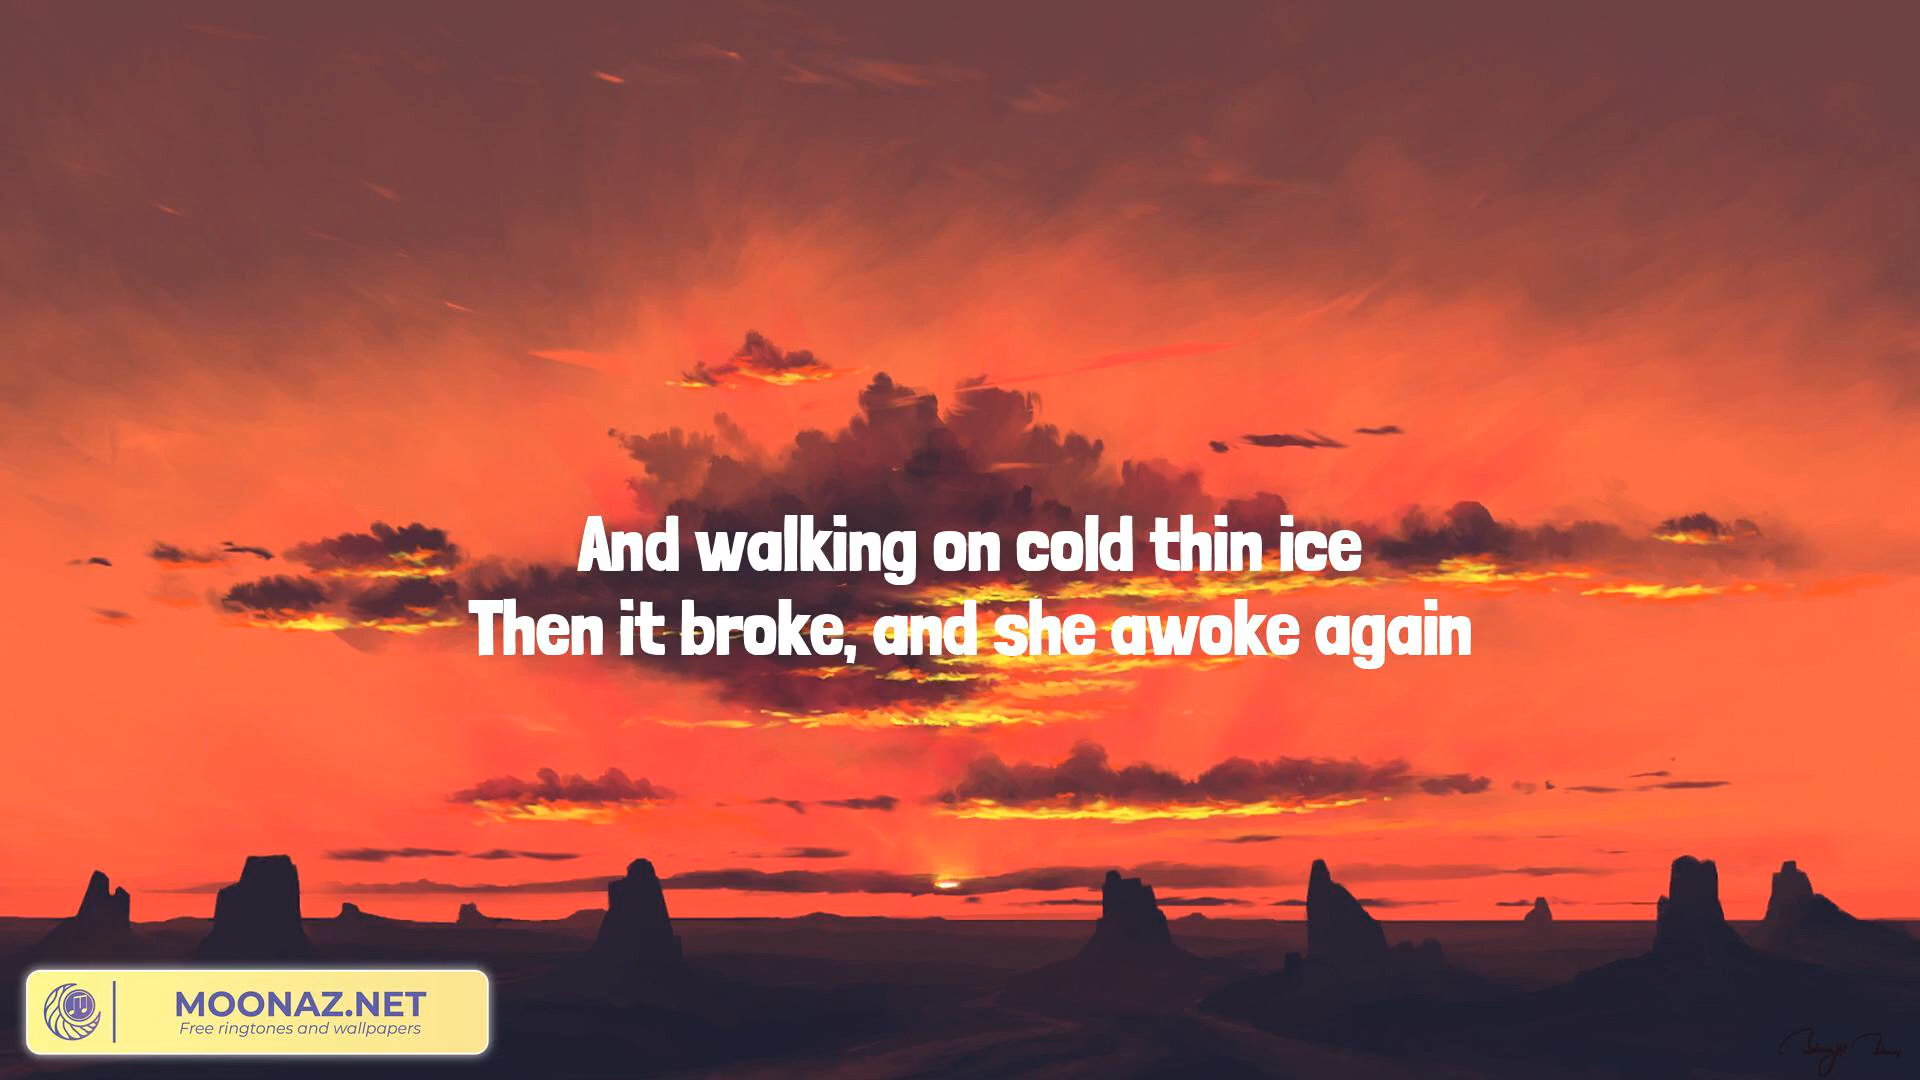 And walking on cold thin ice
Then it broke, and she awoke again
MOONAZ.NET
Free ringtones and wallpapers